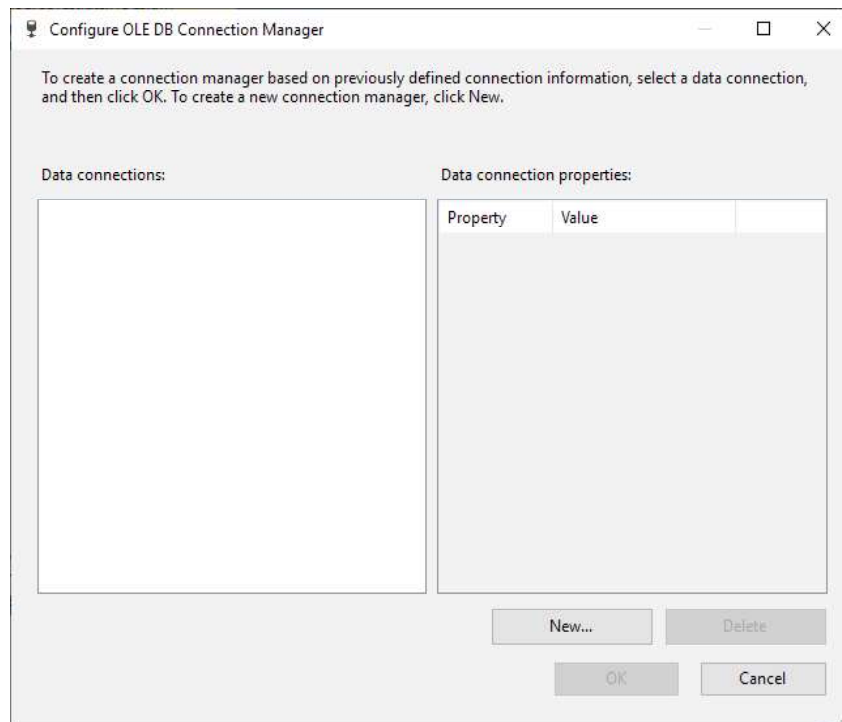 Configure OLE DB Connection Manager
To create a connection manager based on previously defined connection information, select a data connection,
and then click OK. To create a new connection manager, click New.
Data connections:
Data connection properties:
Property Value
New... Delete
OK Cancel